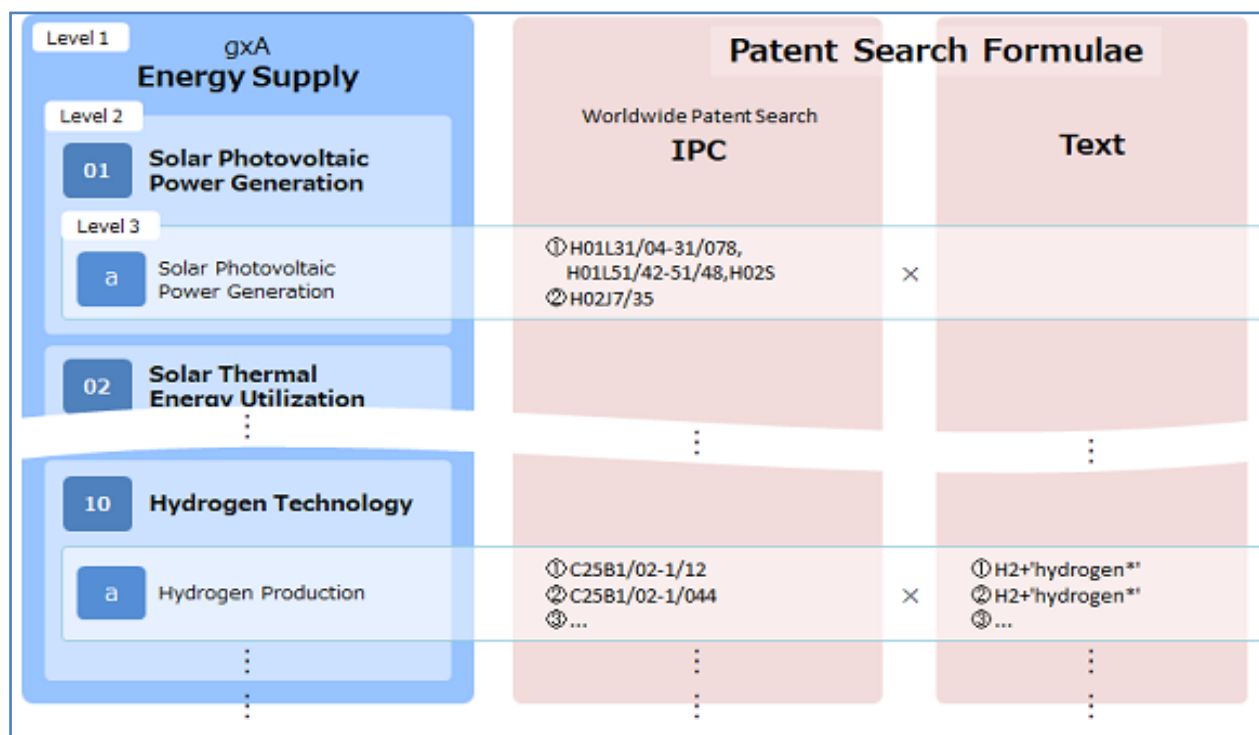 Level 1
gxA
Energy Supply
Patent Search Formulae
Worldwide Patent Search
IPC
Text
Level 2
01
Solar Photovoltaic
Power Generation
Level 3
a
Solar Photovoltaic
Power Generation
①H01L31/04-31/078,
H01L51/42-51/48,H02S
②H02J7/35
×
02
Solar Thermal
Energy Utilization
⋮
⋮
⋮
10
Hydrogen Technology
a
Hydrogen Production
①C25B1/02-1/12
②C25B1/02-1/044
③...
×
①H2+'hydrogen*'
②H2+'hydrogen*'
③...
⋮
⋮
⋮
⋮
⋮
⋮